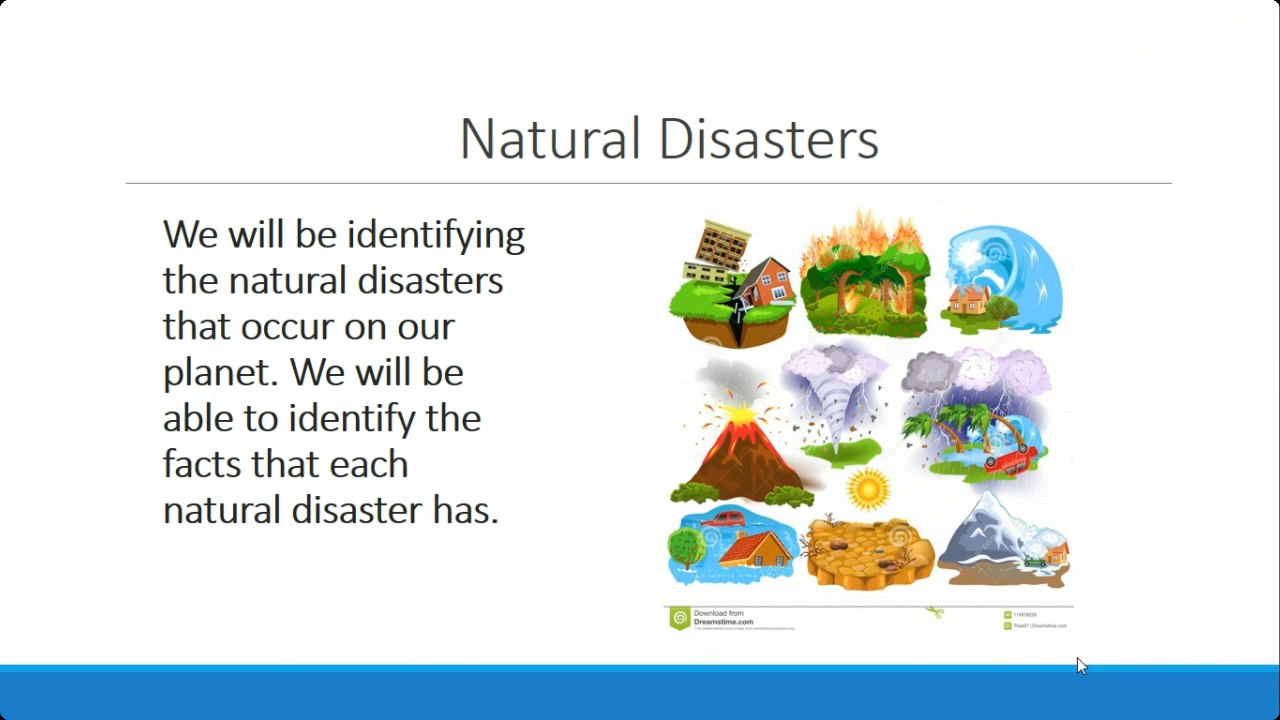 Natural Disasters
We will be identifying
the natural disasters
that occur on our
planet. We will be
able to identify the
facts that each
natural disaster has.
Download from
Dreamstime.com